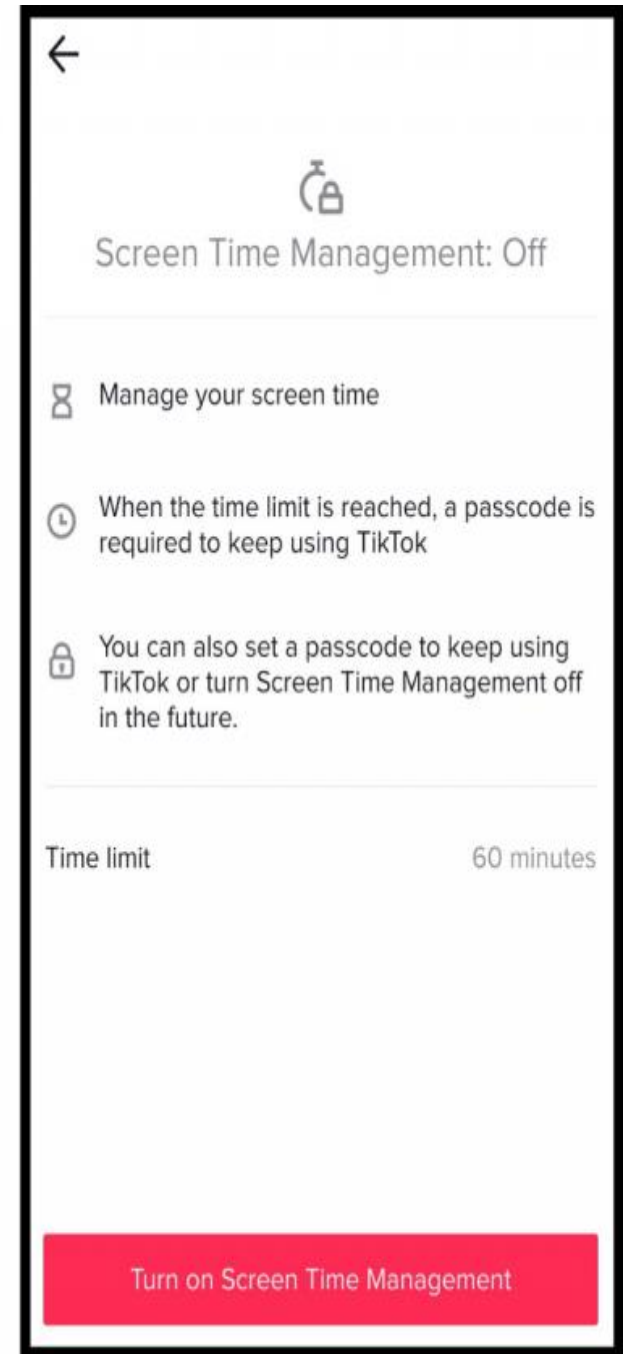 Screen Time Management: Off
Manage your screen time
When the time limit is reached, a passcode is
required to keep using TikTok
You can also set a passcode to keep using
TikTok or turn Screen Time Management off
in the future.
Time limit 60 minutes
Turn on Screen Time Management